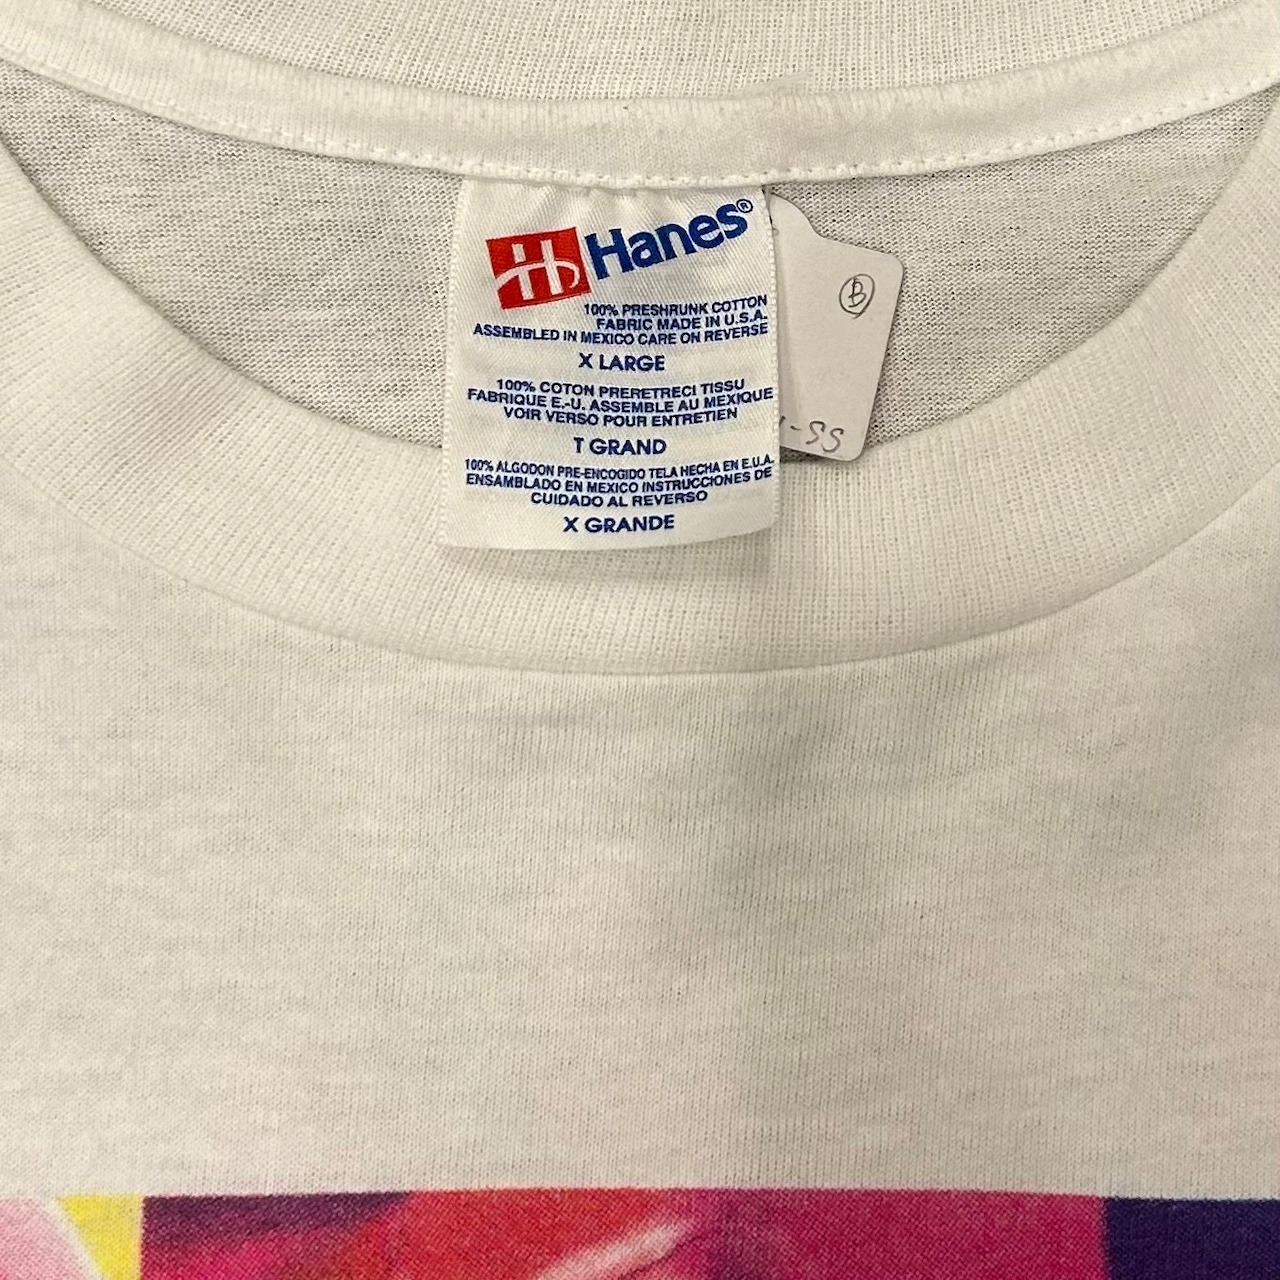 Hanes®
100% PRESHRUNK COTTON
FABRIC MADE IN U.S.A.
ASSEMBLED IN MEXICO CARE ON REVERSE
X LARGE
100% COTON PRERETRECI TISSU
FABRIQUE E.-U. ASSEMBLE AU MEXIQUE
VOIR VERSO POUR ENTRETIEN
T GRAND
100% ALGODON PRE-ENCOGIDO TELA HECHA EN E.U.A.
ENSAMBLADO EN MEXICO INSTRUCCIONES DE
CUIDADO AL REVERSO
X GRANDE
B